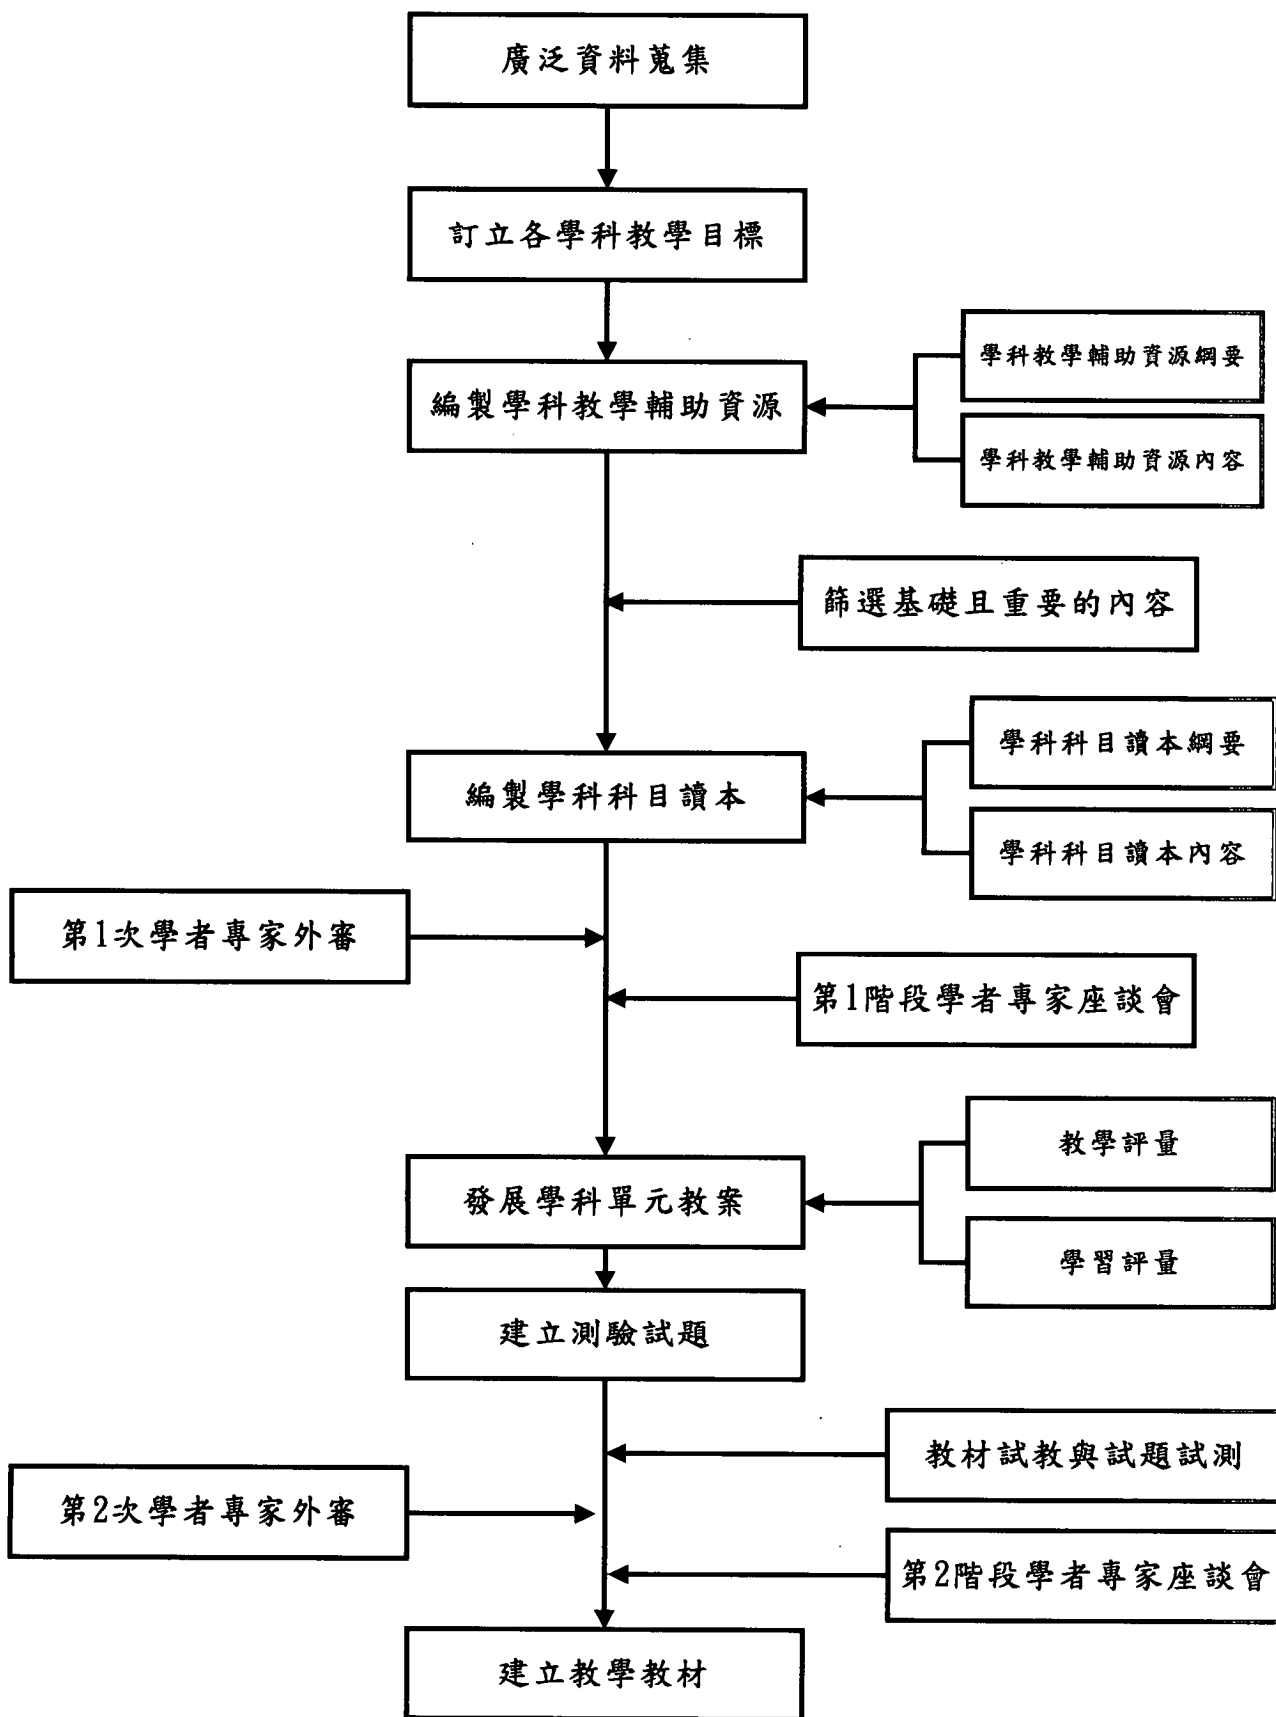 廣泛資料蒐集
訂立各學科教學目標
學科教學輔助資源綱要
編製學科教學輔助資源
學科教學輔助資源內容
篩選基礎且重要的內容
學科科目讀本綱要
編製學科科目讀本
學科科目讀本內容
第1次學者專家外審
第1階段學者專家座談會
教學評量
發展學科單元教案
學習評量
建立測驗試題
教材試教與試題試測
第2次學者專家外審
第2階段學者專家座談會
建立教學教材